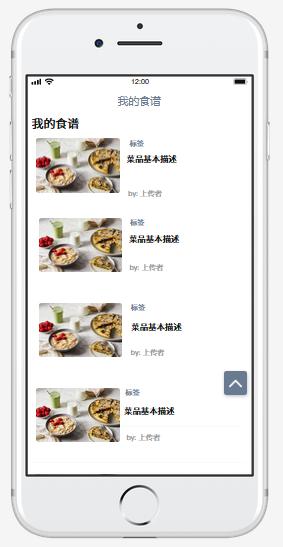 12:00
我的食谱
我的食谱
标签
菜品基本描述
by: 上传者
标签
菜品基本描述
by: 上传者
标签
菜品基本描述
by: 上传者
标签
菜品基本描述
by: 上传者